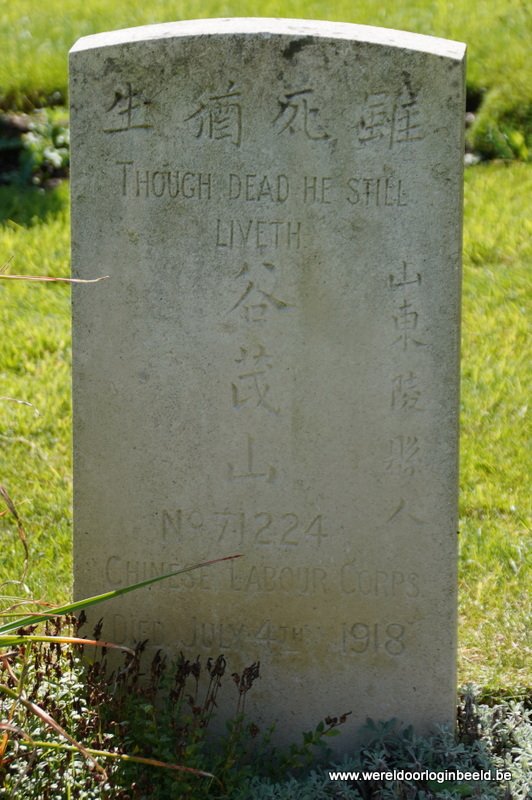 雖死猶生
THOUGH DEAD HE STILL
LIVETH
山東陵縣人
谷茂山
No 71224
CHINESE LABOUR CORPS
DIED JULY 4TH 1918
www.wereldoorloginbeeld.be